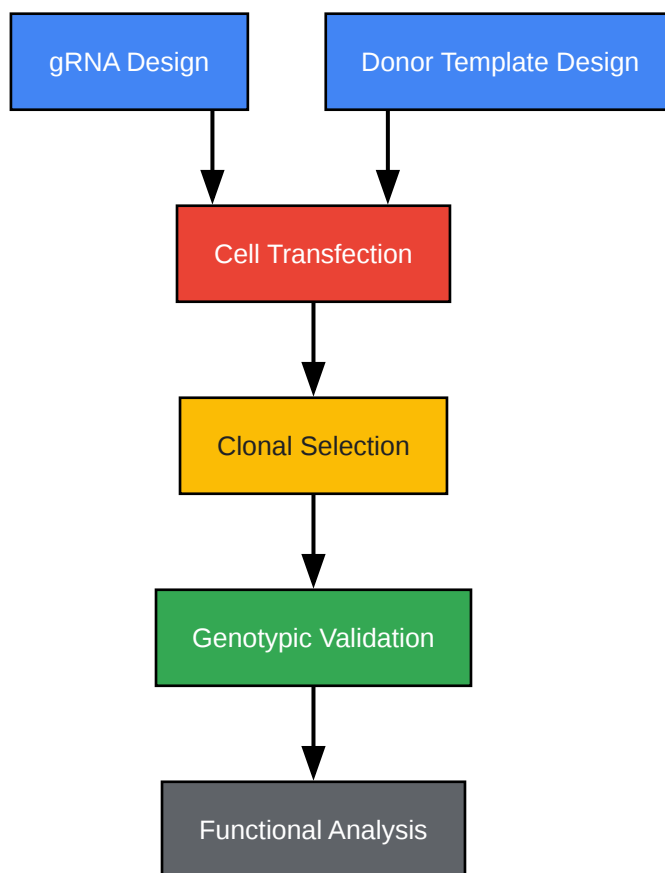 gRNA Design
Donor Template Design
Cell Transfection
Clonal Selection
Genotypic Validation
Functional Analysis